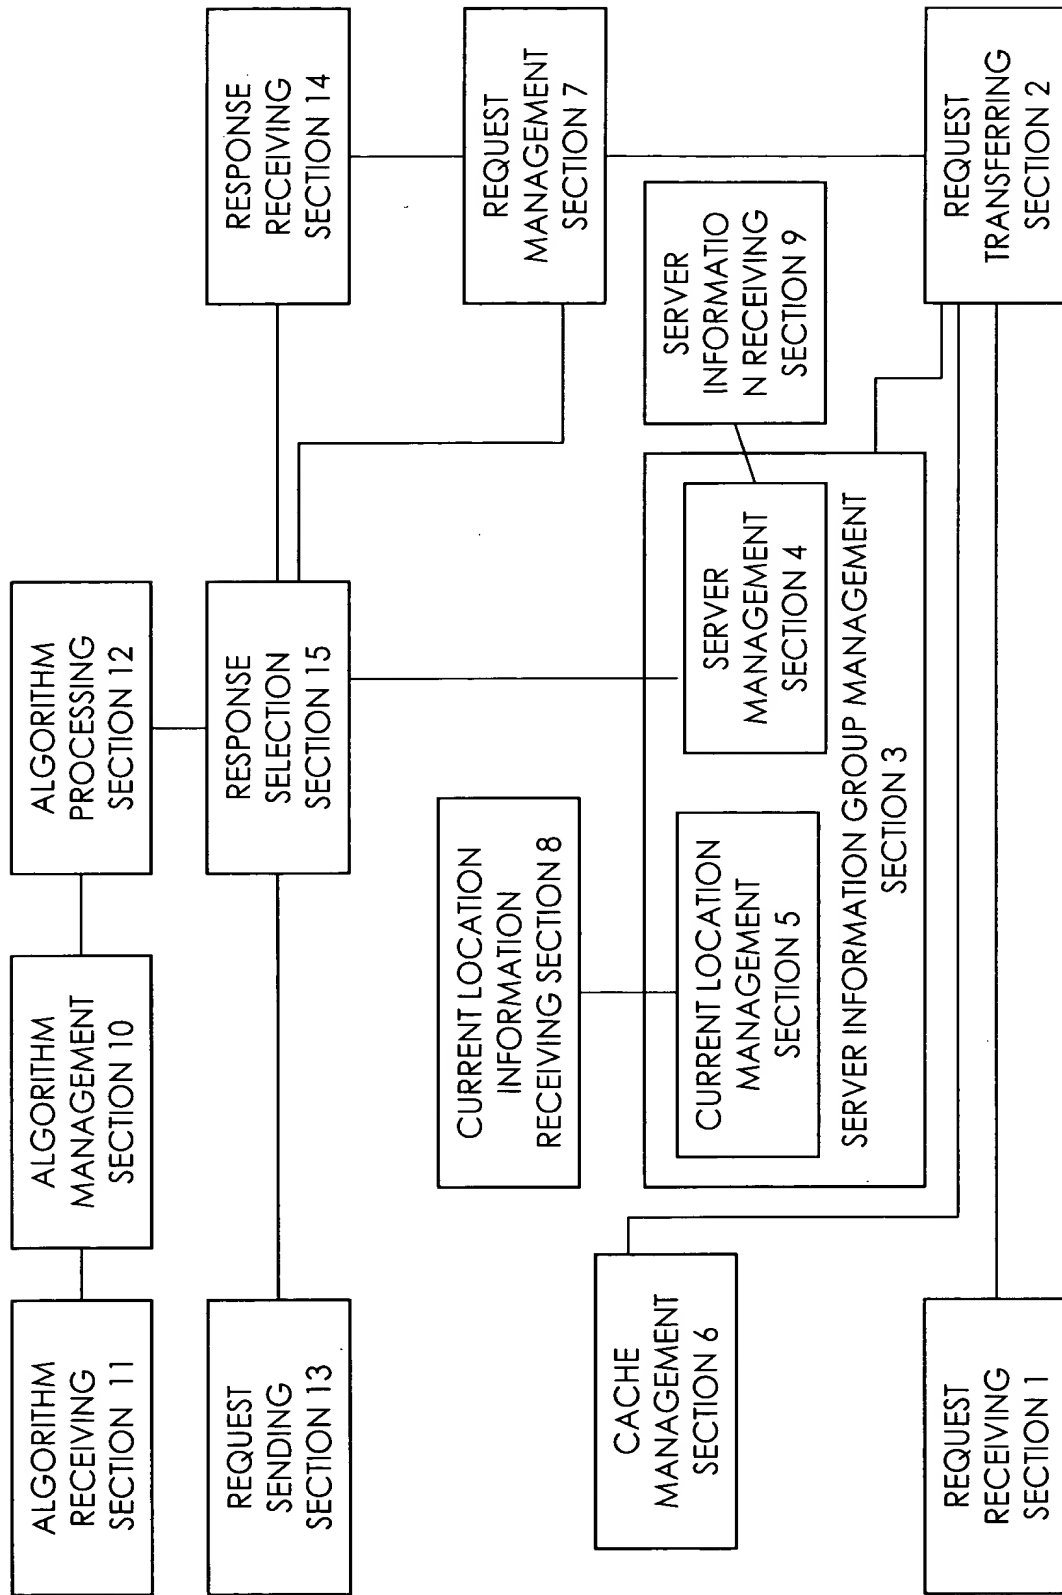 ALGORITHM
RECEIVING
SECTION 11
ALGORITHM
MANAGEMENT
SECTION 10
ALGORITHM
PROCESSING
SECTION 12
REQUEST
SENDING
SECTION 13
RESPONSE
SELECTION
SECTION 15
RESPONSE
RECEIVING
SECTION 14
CURRENT LOCATION
INFORMATION
RECEIVING SECTION 8
REQUEST
MANAGEMENT
SECTION 7
CACHE
MANAGEMENT
SECTION 6
CURRENT LOCATION
MANAGEMENT
SECTION 5
SERVER
MANAGEMENT
SECTION 4
SERVER INFORMATION GROUP MANAGEMENT
SECTION 3
SERVER
INFORMATIO
N RECEIVING
SECTION 9
REQUEST
RECEIVING
SECTION 1
REQUEST
TRANSFERRING
SECTION 2